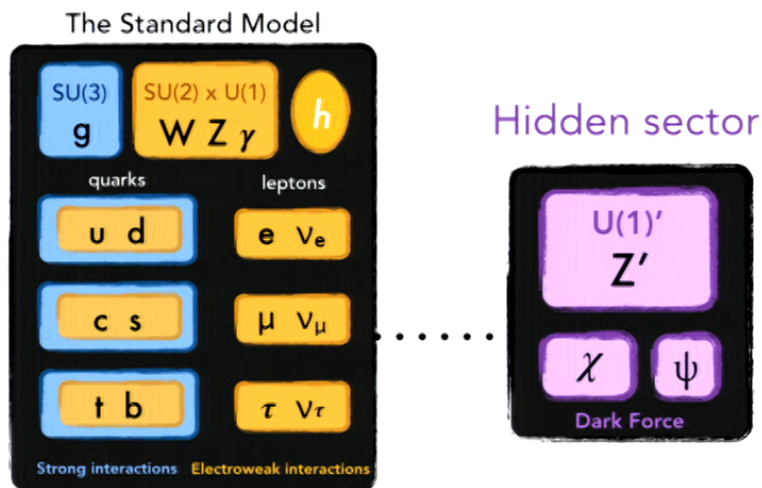 The Standard Model
SU(3) SU(2) x U(1)
g W Z γ h
quarks leptons
u d e νe
c s μ νμ
t b τ ντ
Strong interactions Electroweak interactions
Hidden sector
U(1)′
Z′
χ ψ
Dark Force